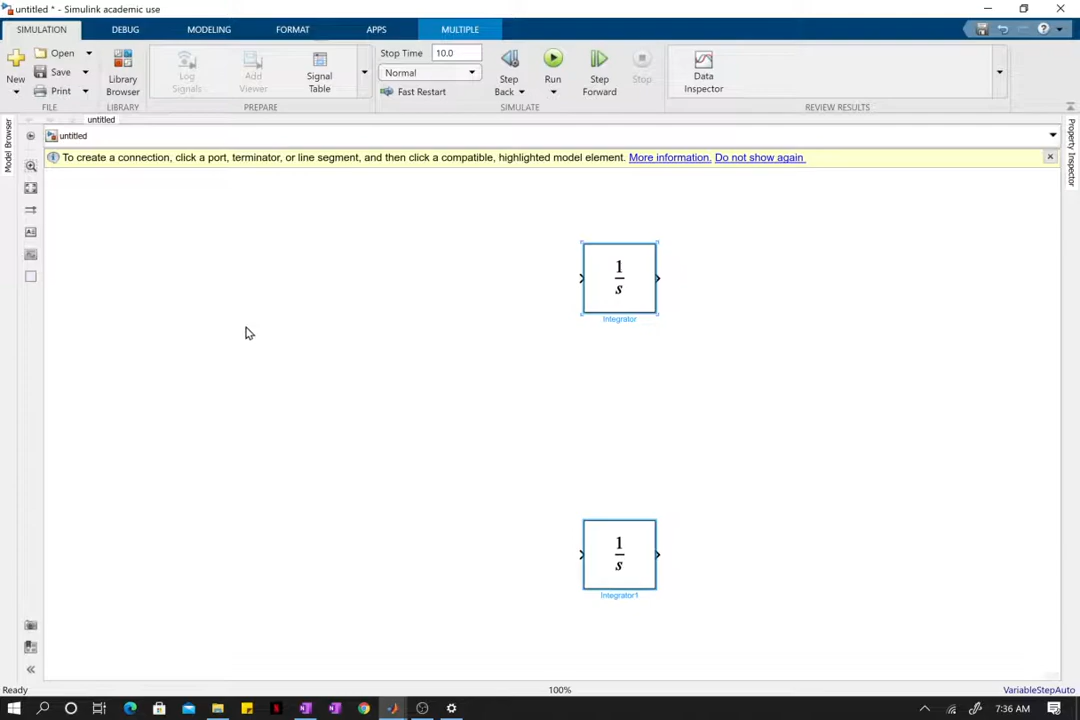 untitled * - Simulink academic use
SIMULATION DEBUG MODELING FORMAT APPS MULTIPLE
New
Open
Save
Print
FILE
Library Browser
LIBRARY
Log Signals
Add Viewer
Signal Table
PREPARE
Stop Time 10.0
Normal
Fast Restart
Step Back
Run
Step Forward
Stop
SIMULATE
Data Inspector
REVIEW RESULTS
untitled
untitled
Model Browser
Property Inspector
To create a connection, click a port, terminator, or line segment, and then click a compatible, highlighted model element. More information. Do not show again
1
s
Integrator
1
s
Integrator1
Ready 100% VariableStepAuto
7:36 AM